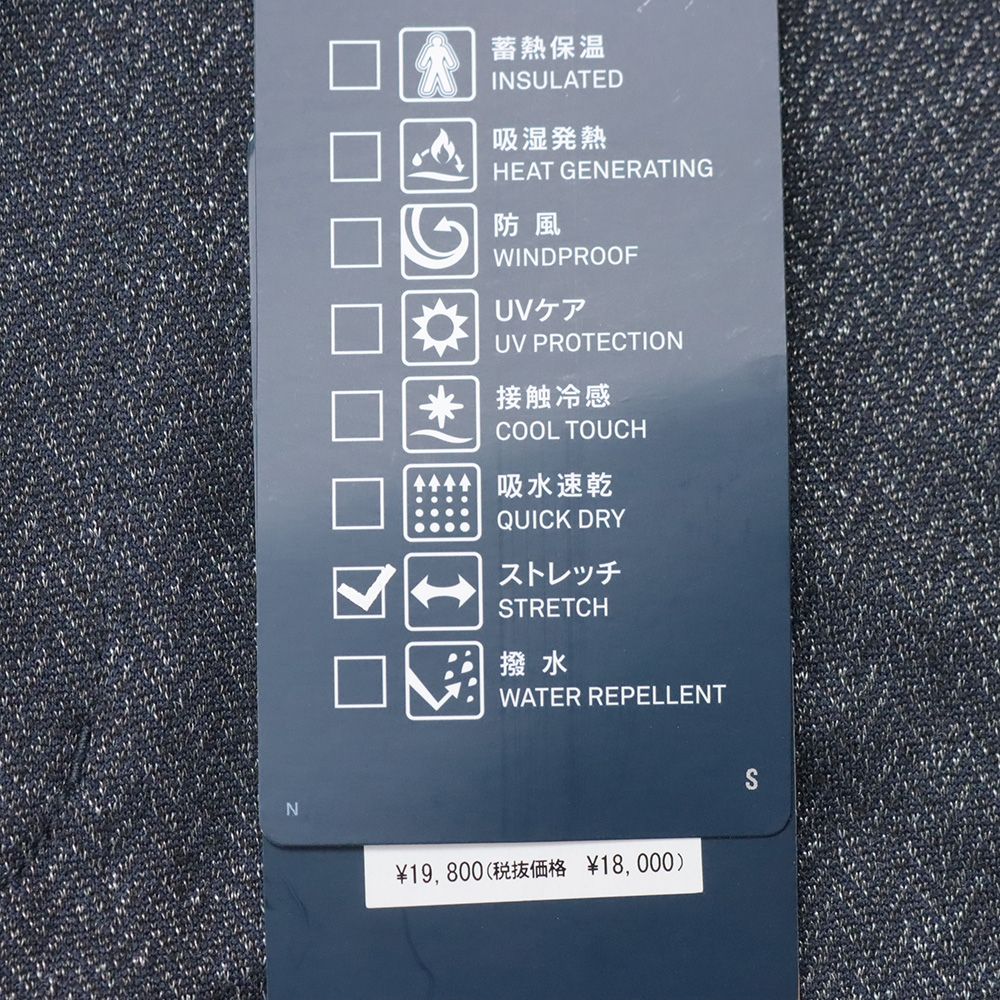 蓄熱保温
INSULATED
吸湿発熱
HEAT GENERATING
防 風
WINDPROOF
UVケア
UV PROTECTION
接触冷感
COOL TOUCH
吸水速乾
QUICK DRY
ストレッチ
STRETCH
撥 水
WATER REPELLENT
S
N
¥19,800(税抜価格 ¥18,000)